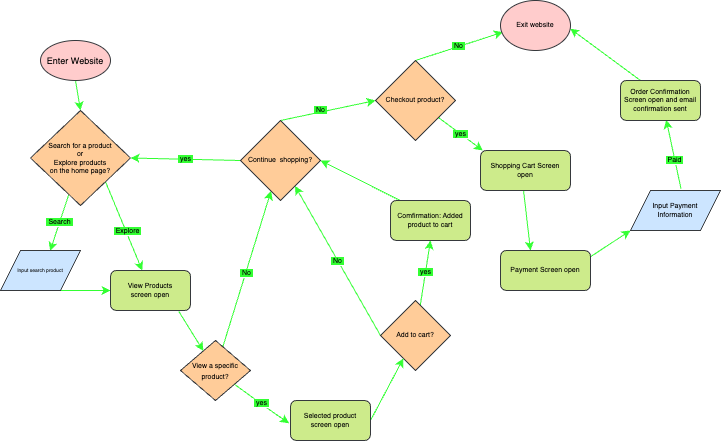 Exit website
No
Enter Website
Order Confirmation
Screen open and email
confirmation sent
Checkout product?
No
yes
Search for a product
or
Explore products
on the home page?
yes
Continue shopping?
Shopping Cart Screen
open
Paid
Search
Explore
Comfirmation: Added
product to cart
Input Payment
Information
Input search product
View Products
screen open
No
No
yes
Payment Screen open
Add to cart?
View a specific
product?
yes
Selected product
screen open